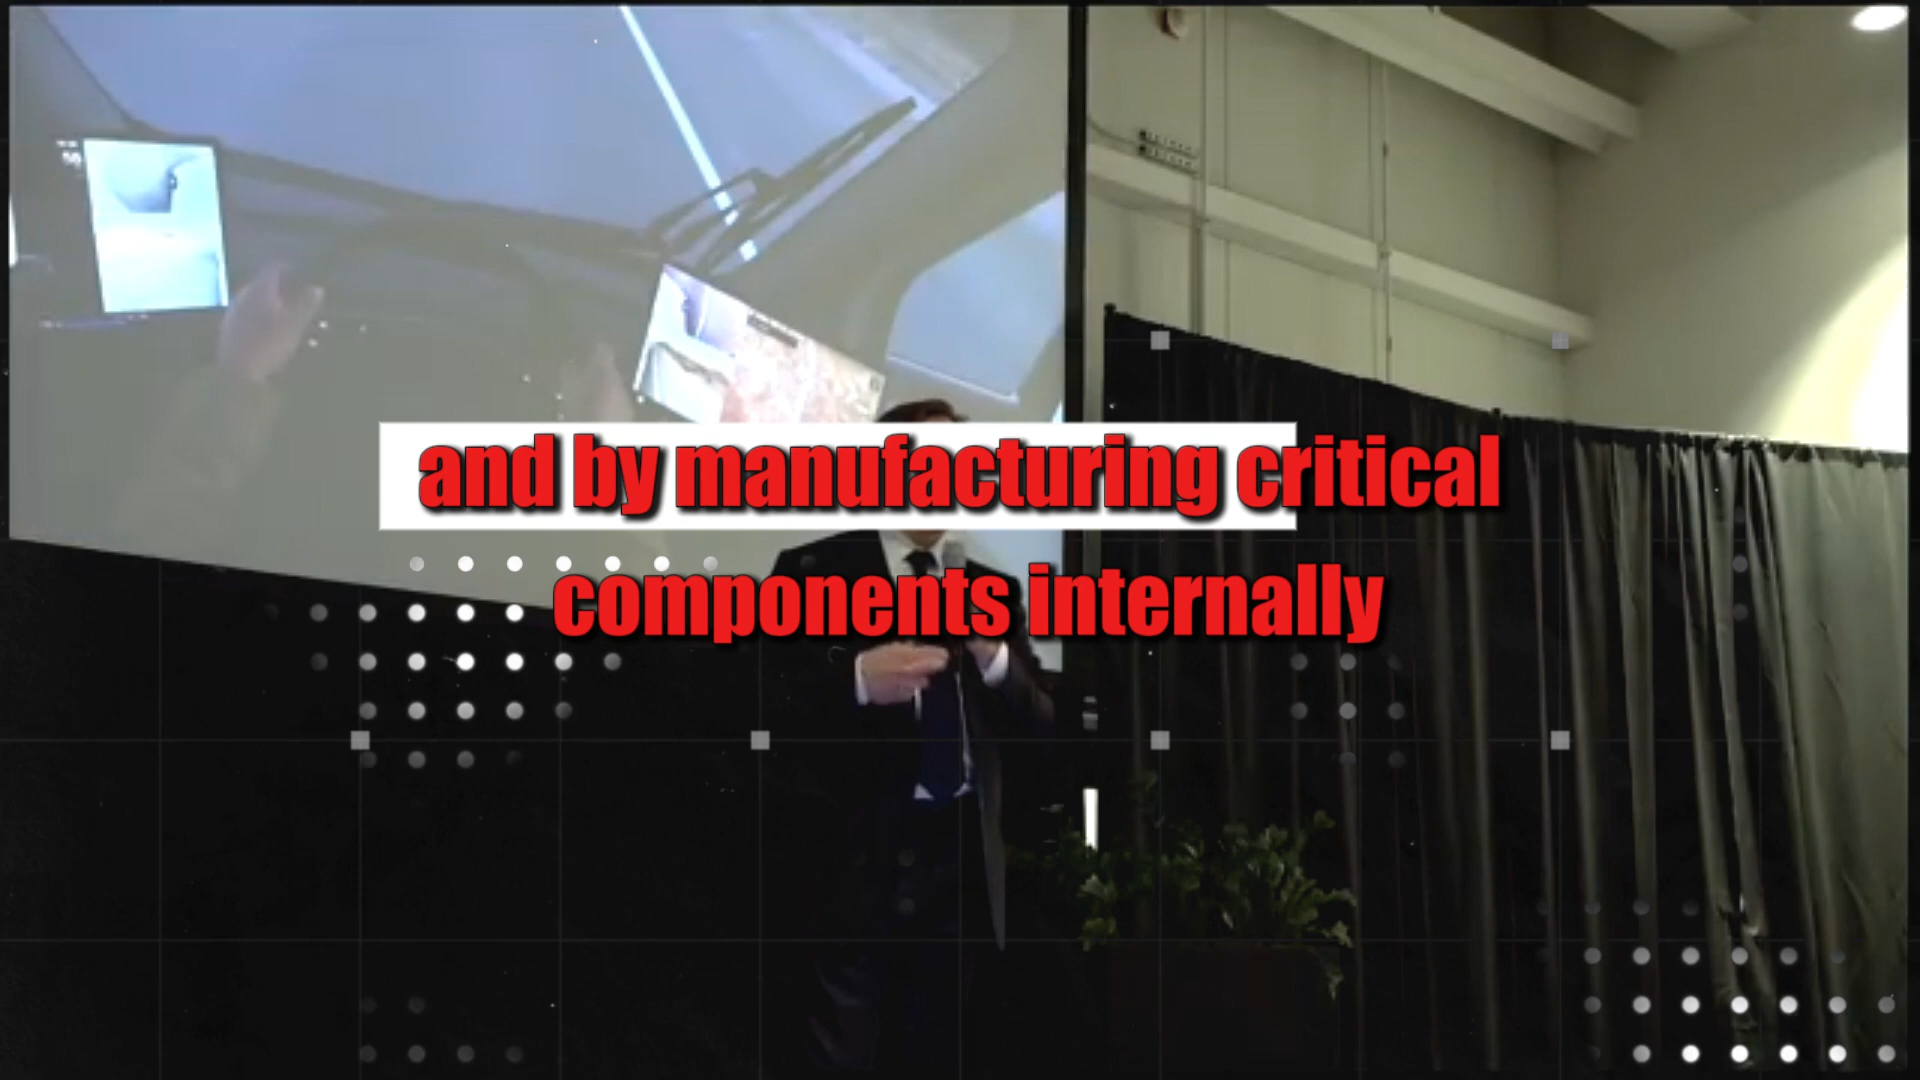 and by manufacturing critical
components internally